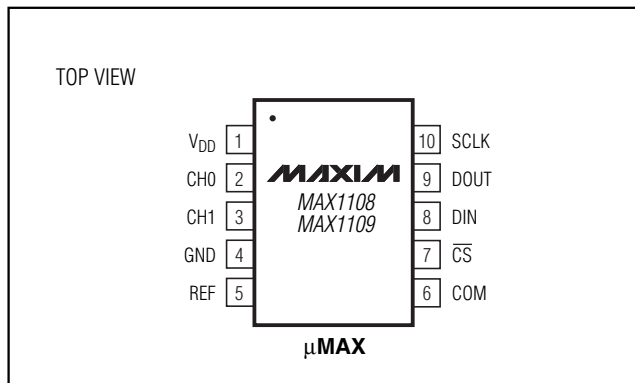 TOP VIEW
V_DD 1 10 SCLK
CH0 2 MAXIM 9 DOUT
CH1 3 MAX1108 8 DIN
MAX1109
GND 4 7 C̅S̅
REF 5 6 COM
µMAX